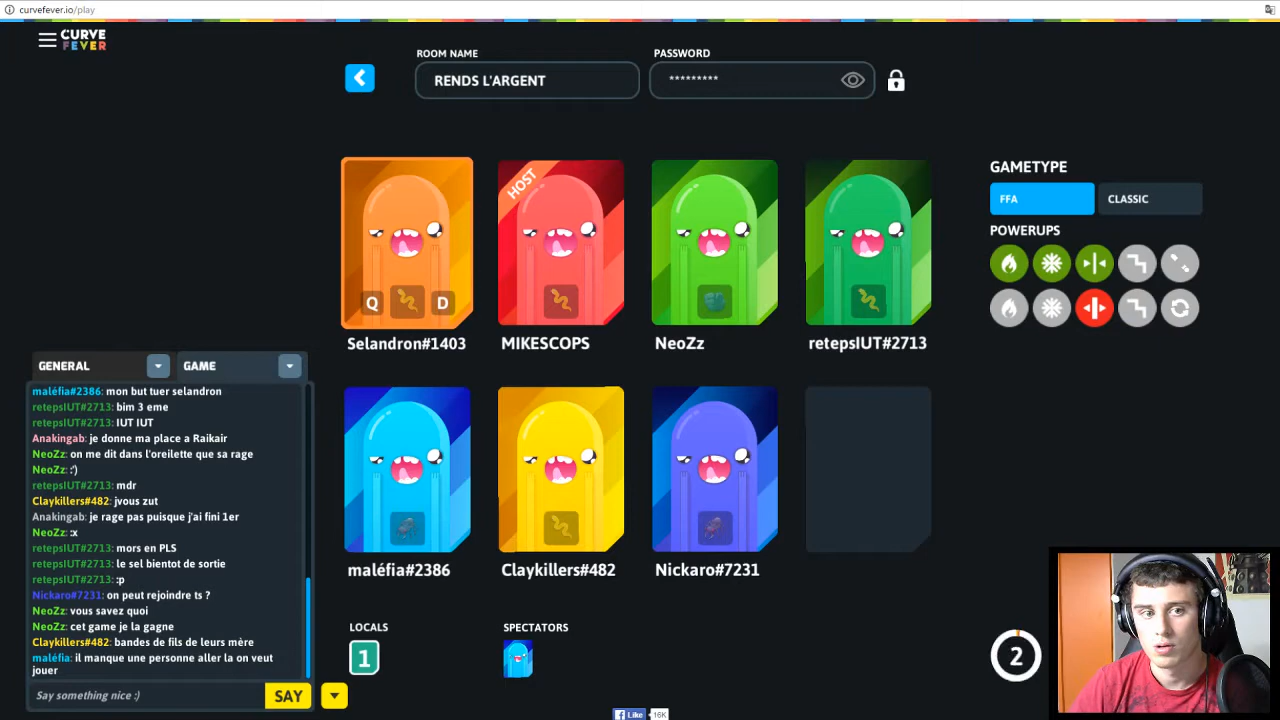 curvefever.io/play
CURVE
FEVER
ROOM NAME
PASSWORD
RENDS L'ARGENT
*********
HOST
Q
D
Selandron#1403
MIKESCOPS
NeoZz
retepsIUT#2713
GAMETYPE
FFA
CLASSIC
POWERUPS
GENERAL
GAME
maléfia#2386: mon but tuer selandron
retepsIUT#2713: bim 3 eme
retepsIUT#2713: IUT IUT
Anakingab: je donne ma place a Raikair
NeoZz: on me dit dans l'oreilette que sa rage
NeoZz: :')
retepsIUT#2713: mdr
Claykillers#482: jvous zut
Anakingab: je rage pas puisque j'ai fini 1er
NeoZz: :x
retepsIUT#2713: mors en PLS
retepsIUT#2713: le sel bientot de sortie
retepsIUT#2713: :p
Nickaro#7231: on peut rejoindre ts ?
NeoZz: vous savez quoi
NeoZz: cet game je la gagne
Claykillers#482: bandes de fils de leurs mère
maléfia: il manque une personne aller la on veut
jouer
Say something nice :)
SAY
maléfia#2386
Claykillers#482
Nickaro#7231
LOCALS
1
SPECTATORS
2
Like
16K